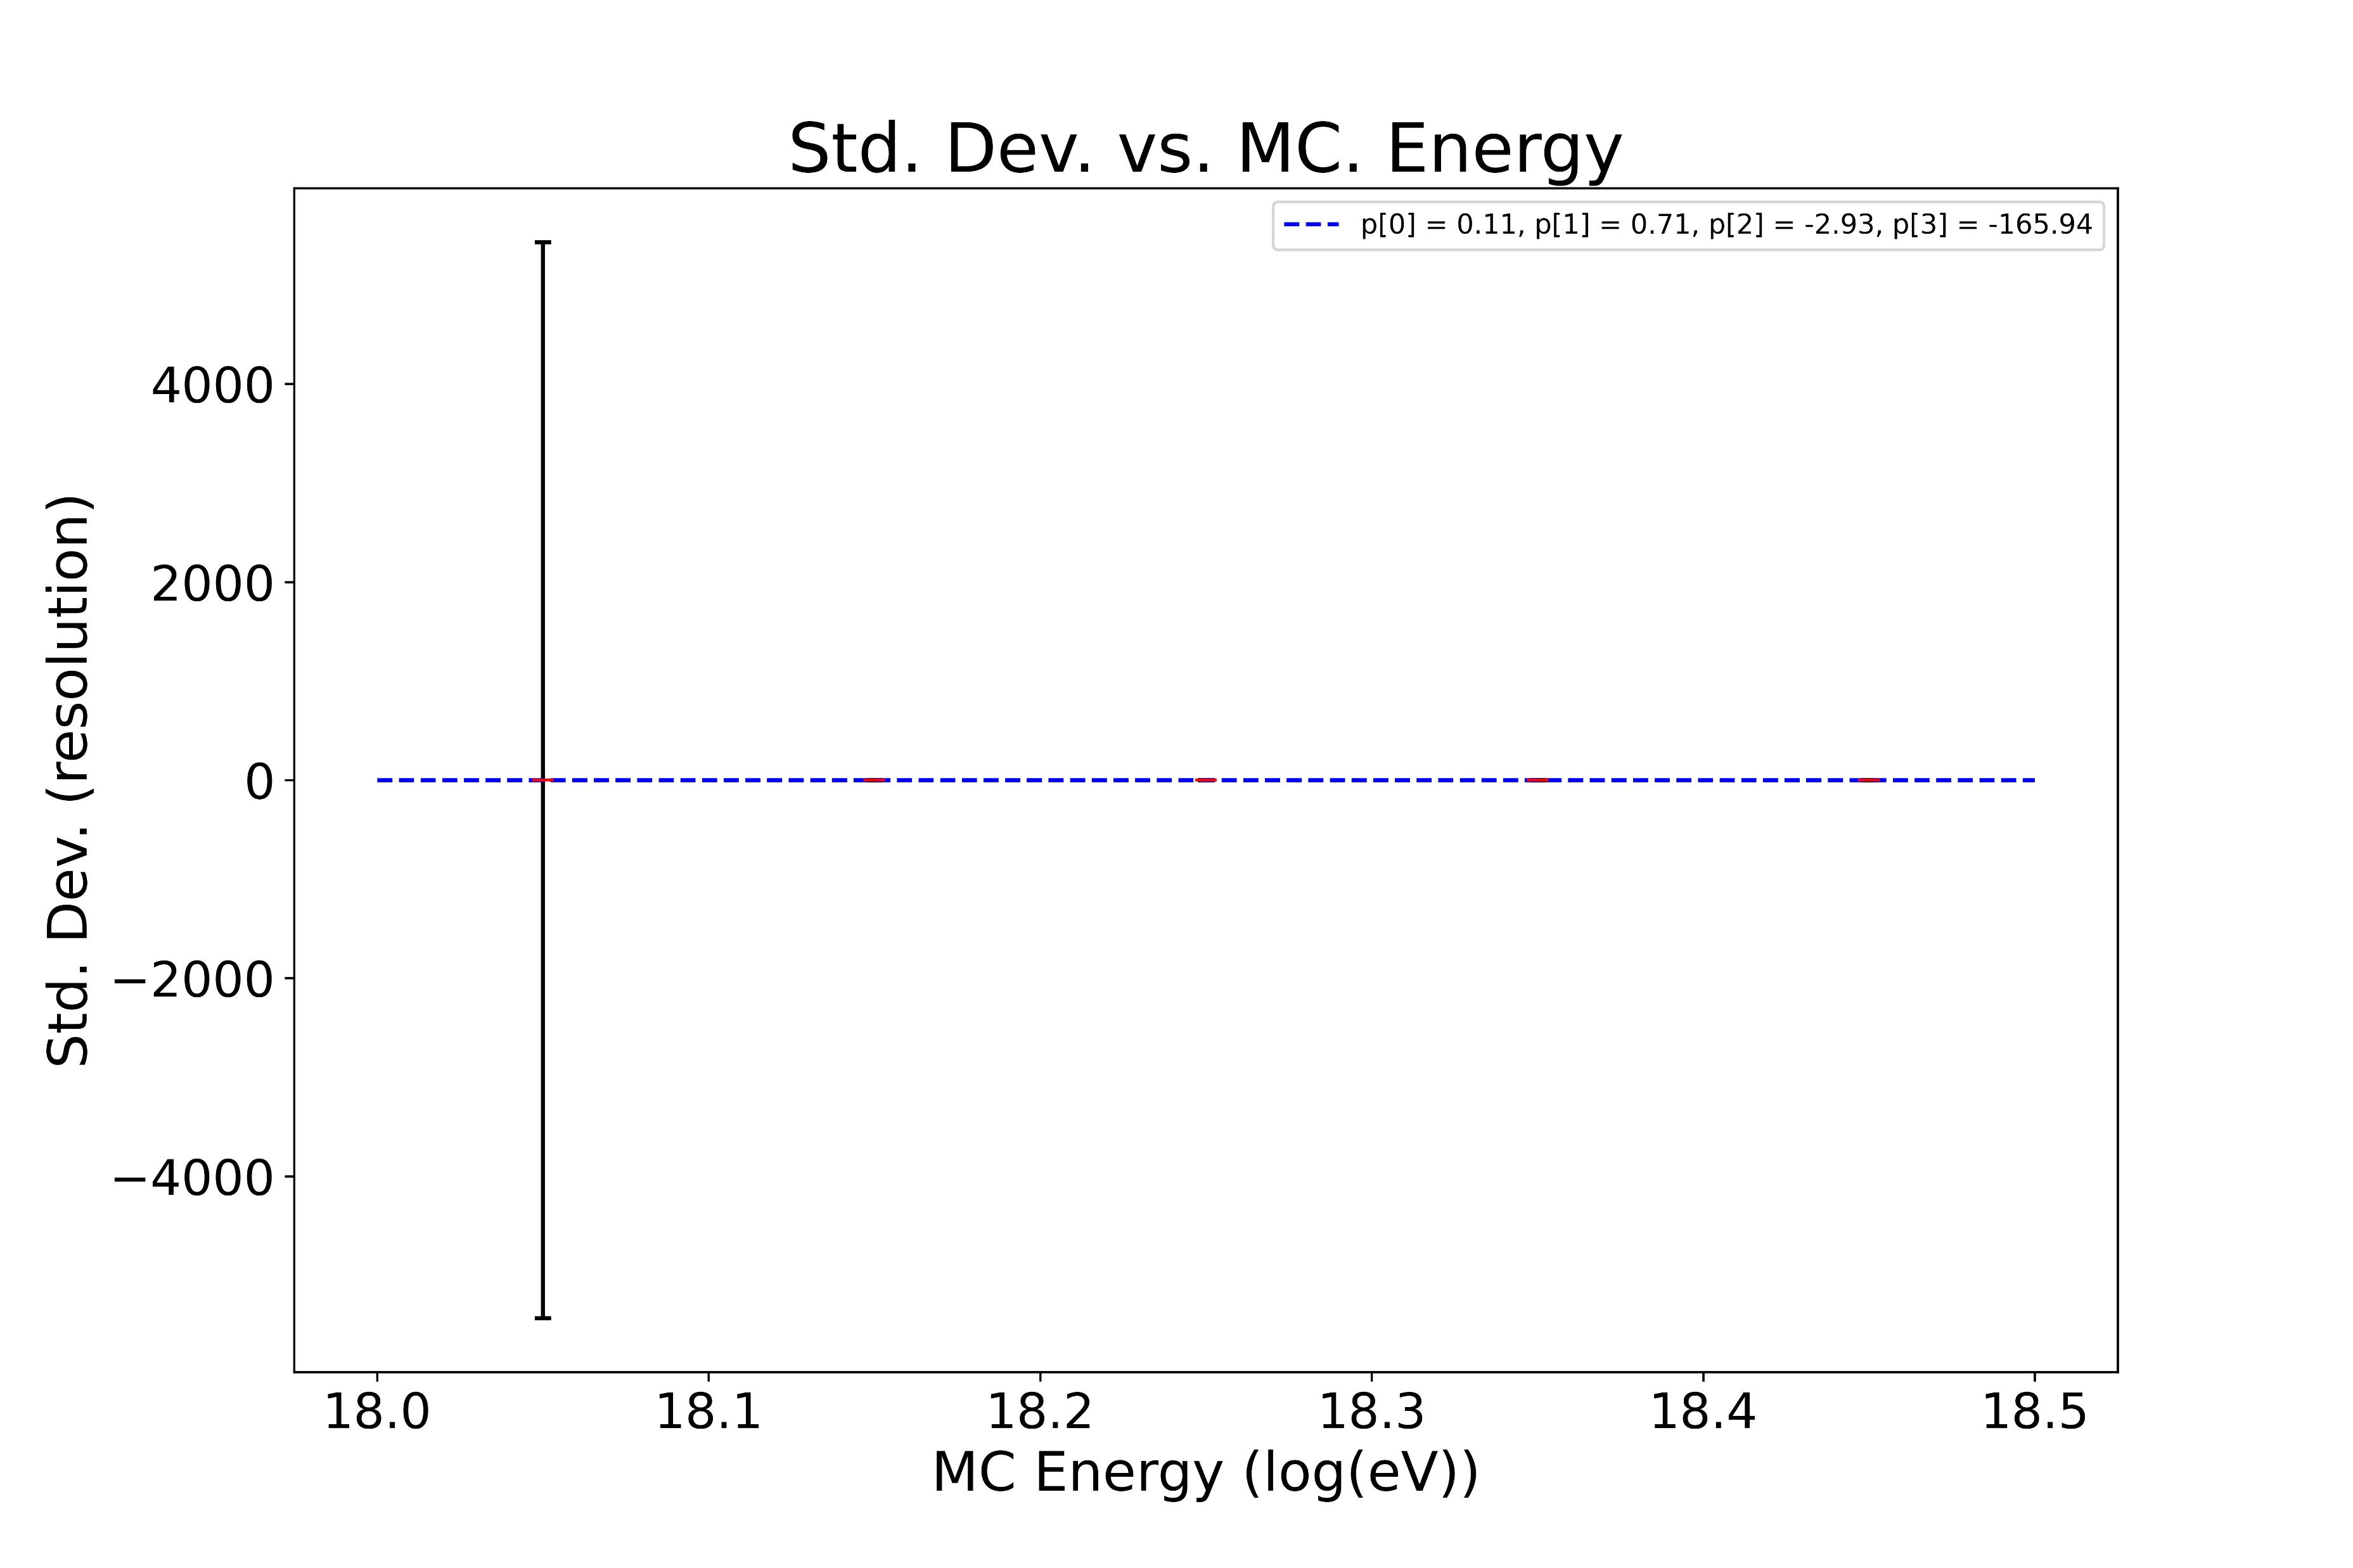 Std. Dev. vs. MC. Energy
p[0] = 0.11, p[1] = 0.71, p[2] = -2.93, p[3] = -165.94
Std. Dev. (resolution)
4000
2000
0
−2000
−4000
18.0 18.1 18.2 18.3 18.4 18.5
MC Energy (log(eV))